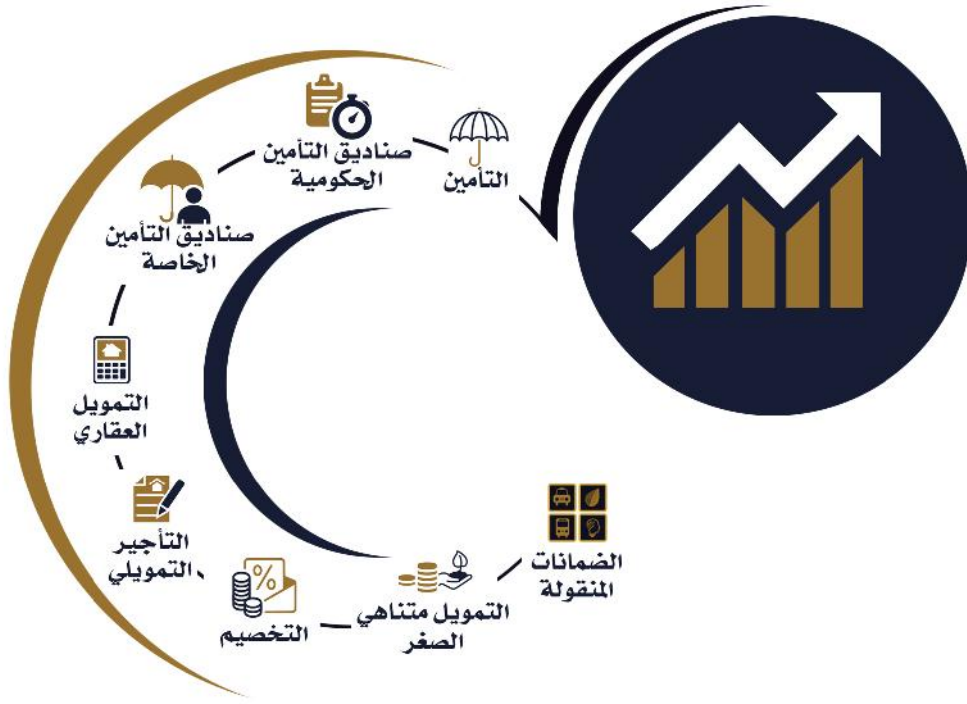 التأمين
صناديق التأمين
الحكومية
صناديق التأمين
الخاصة
التمويل
العقاري
التأجير
التمويلي
التخصيم
التمويل متناهي
الصغر
الضمانات
المنقولة